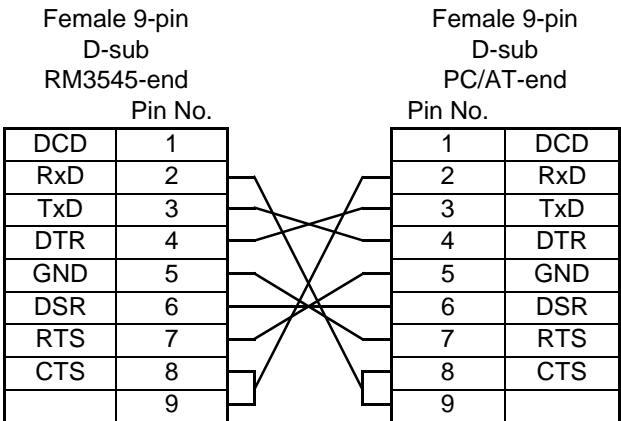 Female 9-pin Female 9-pin
D-sub D-sub
RM3545-end PC/AT-end
Pin No. Pin No.
DCD 1 1 DCD
RxD 2 2 RxD
TxD 3 3 TxD
DTR 4 4 DTR
GND 5 5 GND
DSR 6 6 DSR
RTS 7 7 RTS
CTS 8 8 CTS
9 9